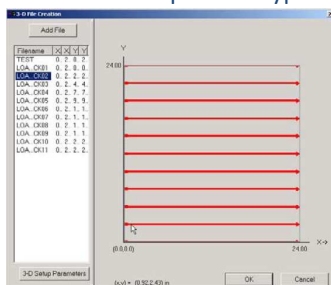 3-D File Creation
Add File
Filename X X Y Y
TEST 0. 2. 0. 2.
LOA...CK01 0. 2. 0. 0.
LOA...CK02 0. 2. 2. 2.
LOA...CK03 0. 2. 4. 4.
LOA...CK04 0. 2. 7. 7.
LOA...CK05 0. 2. 9. 9.
LOA...CK06 0. 2. 1. 1.
LOA...CK07 0. 2. 1. 1.
LOA...CK08 0. 2. 1. 1.
LOA...CK09 0. 2. 1. 1.
LOA...CK10 0. 2. 2. 2.
LOA...CK11 0. 2. 2. 2.
3-D Setup Parameters
Y
24.00
(0.0,0.0)
24.00
X->
(x,y) = (0.92,2.43) in
OK
Cancel